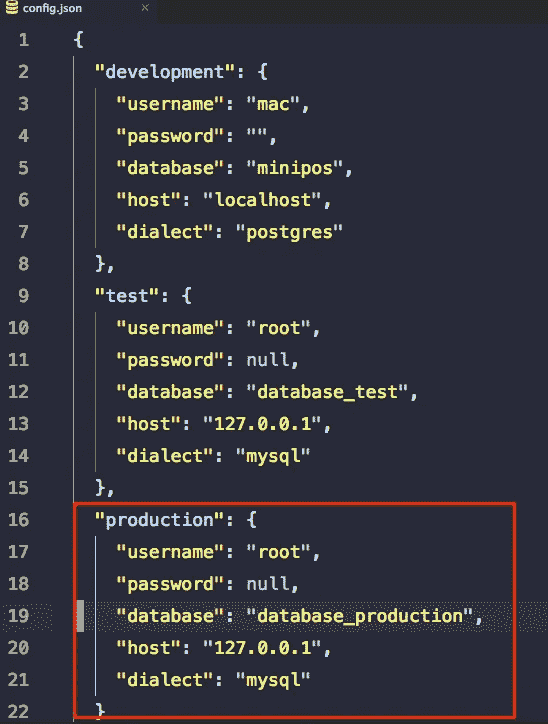 config.json ×
1 {
2 "development": {
3 "username": "mac",
4 "password": "",
5 "database": "minipos",
6 "host": "localhost",
7 "dialect": "postgres"
8 },
9 "test": {
10 "username": "root",
11 "password": null,
12 "database": "database_test",
13 "host": "127.0.0.1",
14 "dialect": "mysql"
15 },
16 "production": {
17 "username": "root",
18 "password": null,
19 "database": "database_production",
20 "host": "127.0.0.1",
21 "dialect": "mysql"
22 }